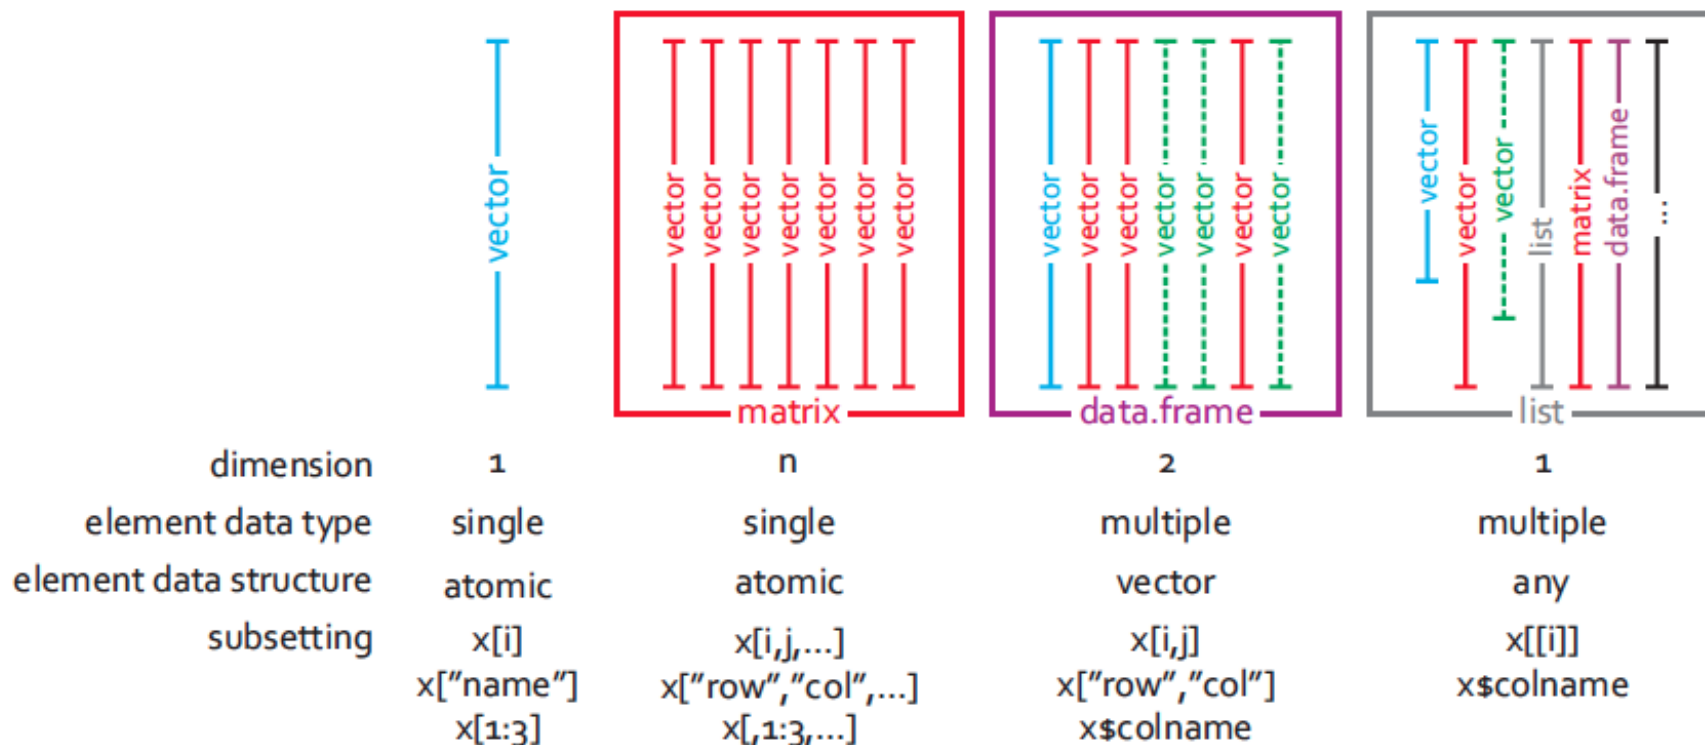 vector
vector
vector
vector
vector
vector
vector
vector
matrix
vector
vector
vector
vector
vector
vector
vector
data.frame
vector
vector
vector
list
matrix
data.frame
...
list
dimension 1 n 2 1
element data type single single multiple multiple
element data structure atomic atomic vector any
subsetting x[i] x[i,j,...] x[i,j] x[[i]]
x["name"] x["row","col",...] x["row","col"] x$colname
x[1:3] x[,1:3,...] x$colname